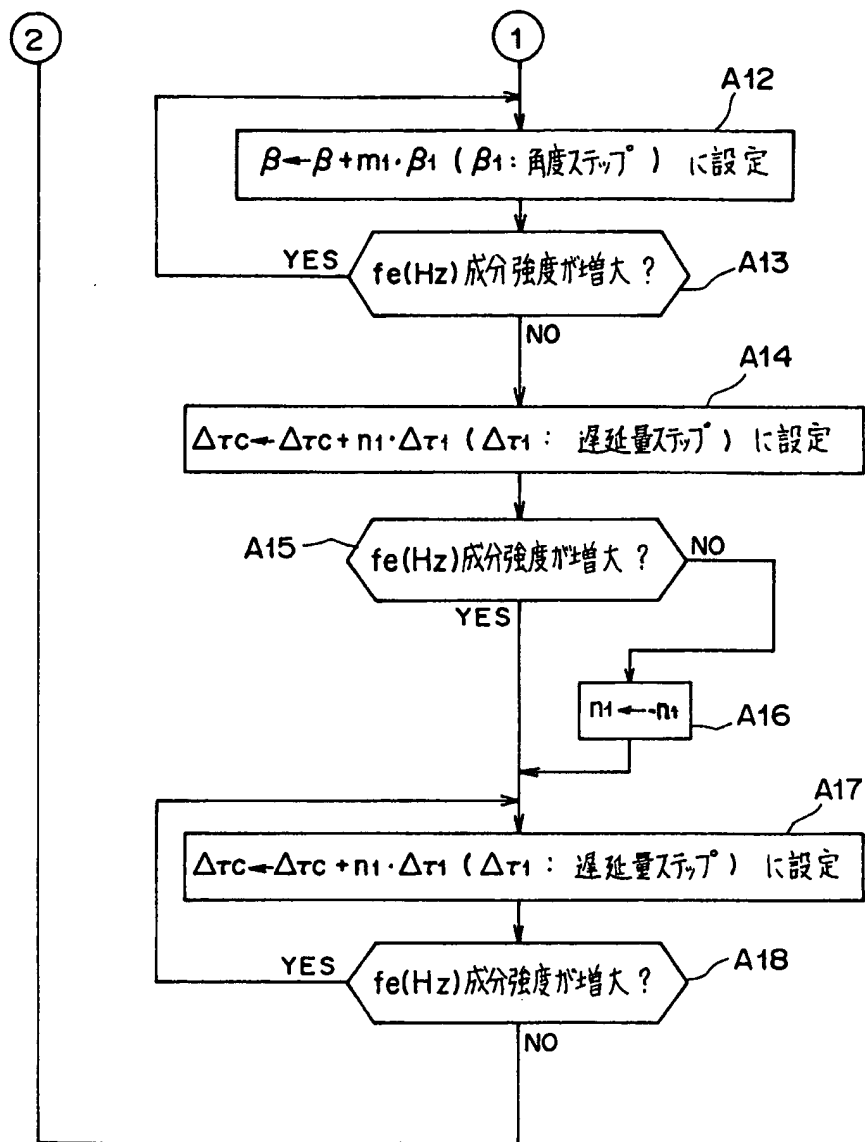 2
1
A12
β←β+m1·β1 (β1：角度ステップ) に設定
YES
fe(Hz)成分強度が増大？
A13
NO
A14
ΔτC←ΔτC+n1·Δτ1 (Δτ1： 遅延量ステップ) に設定
A15
fe(Hz)成分強度が増大？
NO
YES
n1←-n1
A16
A17
ΔτC←ΔτC+n1·Δτ1 (Δτ1： 遅延量ステップ) に設定
YES
fe(Hz)成分強度が増大？
A18
NO